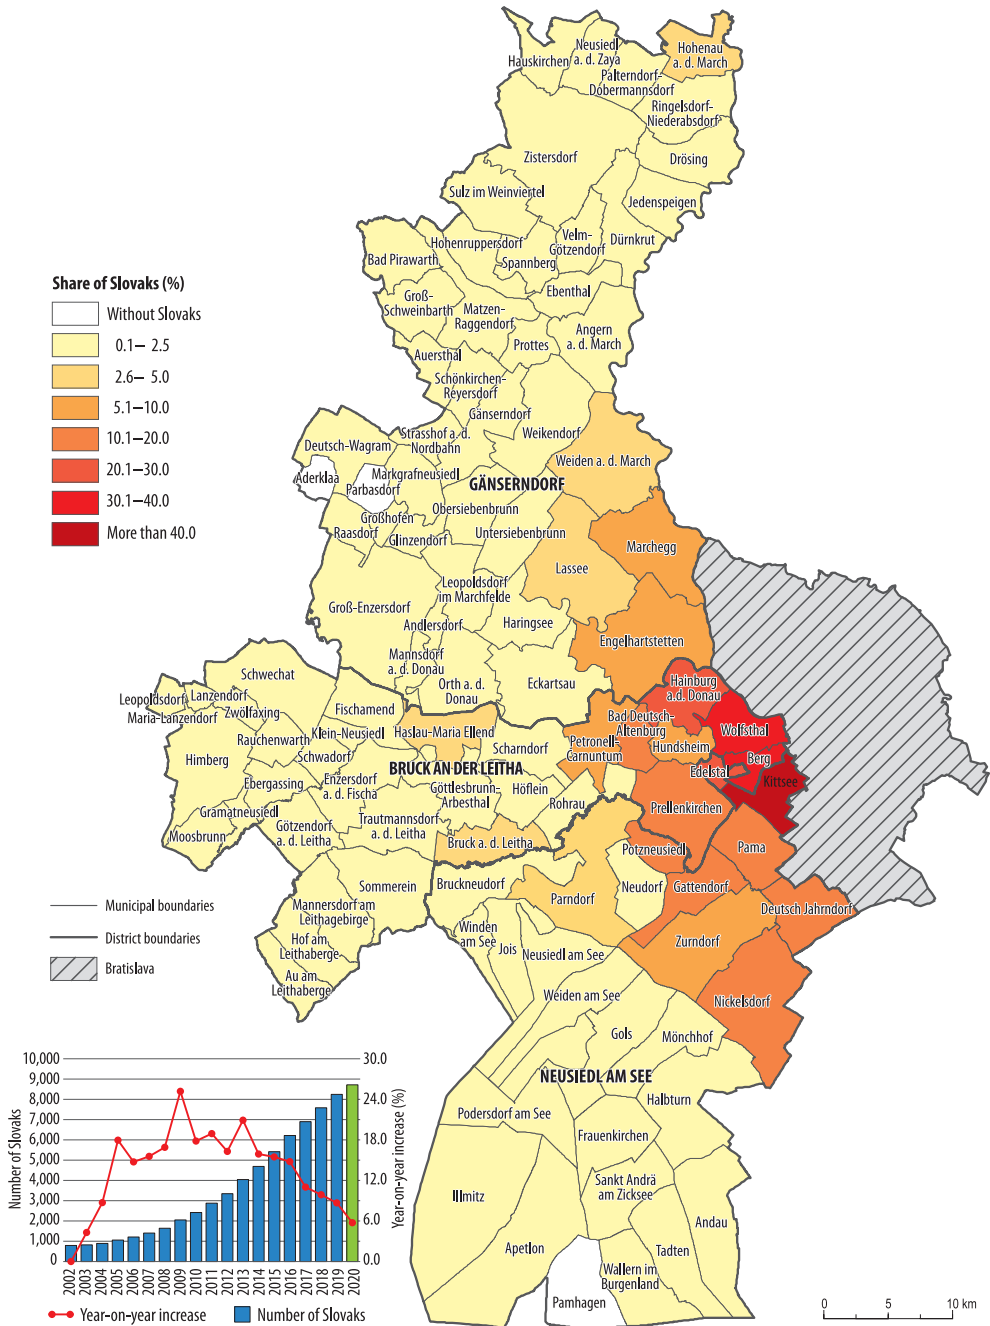 Hauskirchen
Neusiedl
a. d. Zaya
Hohenau
a. d. March
Palterndorf-
Dobermannsdorf
Ringelsdorf-
Niederabsdorf
Zistersdorf
Drösing
Sulz im Weinviertel
Jedenspeigen
Hohenruppersdorf
Velm-
Götzendorf
Dürnkrut
Bad Pirawarth
Spannberg
Ebenthal
Groß-
Schweinbarth
Matzen-
Raggendorf
Angern
a. d. March
Prottes
Auersthal
Schönkirchen-
Reyersdorf
Gänserndorf
Weikendorf
Strasshof a. d.
Nordbahn
Deutsch-Wagram
Weiden a. d. March
Aderklaa
Markgrafneusiedl
Parbasdorf
GÄNSERNDORF
Obersiebenbrunn
Großhofen
Raasdorf
Glinzendorf
Untersiebenbrunn
Marchegg
Lassee
Leopoldsdorf
im Marchfelde
Groß-Enzersdorf
Andlersdorf
Haringsee
Engelhartstetten
Mannsdorf
a. d. Donau
Orth a. d.
Donau
Eckartsau
Share of Slovaks (%)
Without Slovaks
0.1– 2.5
2.6– 5.0
5.1–10.0
10.1–20.0
20.1–30.0
30.1–40.0
More than 40.0
Schwechat
Leopoldsdorf
Lanzendorf
Maria-Lanzendorf
Zwölfaxing
Fischamend
Rauchenwarth
Klein-Neusiedl
Haslau-Maria Ellend
Scharndorf
Petronell-
Carnuntum
Bad Deutsch-
Altenburg
Hainburg
a.d. Donau
Hundsheim
Wolfsthal
Berg
Edelstal
Kittsee
Himberg
Schwadorf
Ebergassing
Enzersdorf
a. d. Fischa
BRUCK AN DER LEITHA
Göttlesbrunn-
Arbesthal
Höflein
Rohrau
Prellenkirchen
Gramatneusiedl
Moosbrunn
Götzendorf
a. d. Leitha
Trautmannsdorf
a. d. Leitha
Bruck a. d. Leitha
Potzneusiedl
Pama
Sommerein
Bruckneudorf
Parndorf
Neudorf
Gattendorf
Deutsch Jahrndorf
Mannersdorf am
Leithagebirge
Hof am
Leithaberge
Au am
Leithaberge
Winden
am See
Jois
Neusiedl am See
Zurndorf
Nickelsdorf
Weiden am See
Gols
Mönchhof
NEUSIEDL AM SEE
Halbturn
Podersdorf am See
Frauenkirchen
Illmitz
Sankt Andrä
am Zicksee
Andau
Apetlon
Tadten
Wallern im
Burgenland
Pamhagen
Municipal boundaries
District boundaries
Bratislava
10,000
9,000
8,000
7,000
6,000
5,000
4,000
3,000
2,000
1,000
0
Number of Slovaks
30.0
24.0
18.0
12.0
6.0
0.0
Year-on-year increase (%)
2002 2003 2004 2005 2006 2007 2008 2009 2010 2011 2012 2013 2014 2015 2016 2017 2018 2019 2020
Year-on-year increase
Number of Slovaks
0 5 10 km